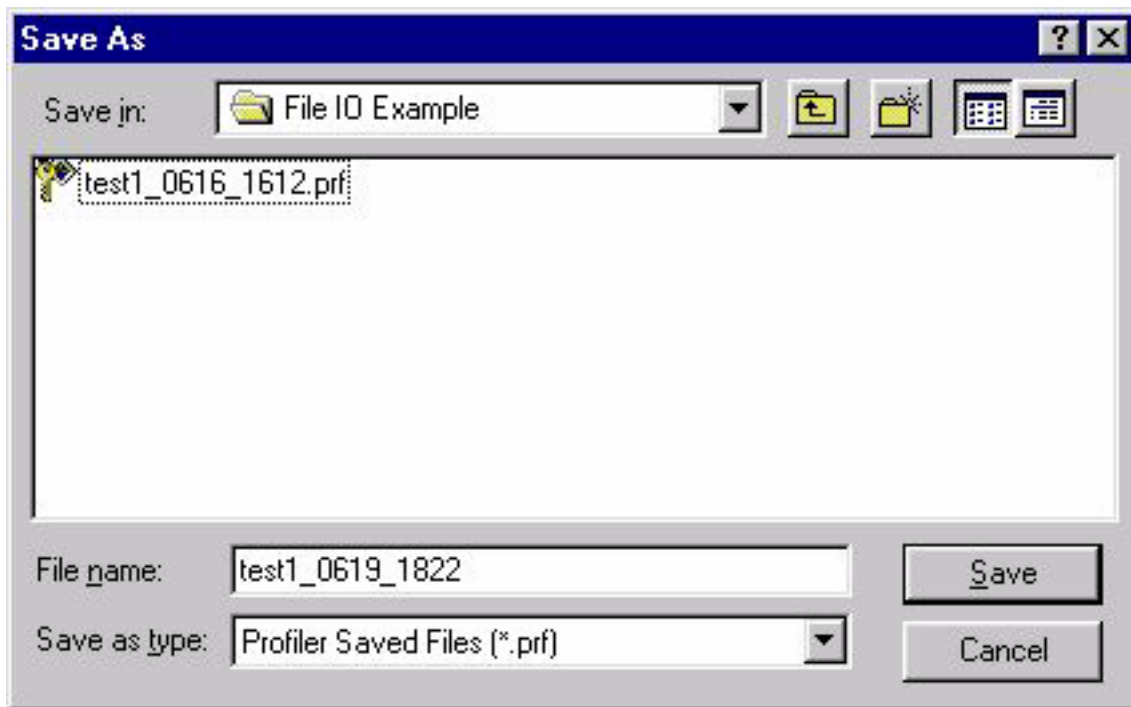 Save As
Save in: File IO Example
test1_0616_1612.prf
File name: test1_0619_1822 Save
Save as type: Profiler Saved Files (*.prf) Cancel